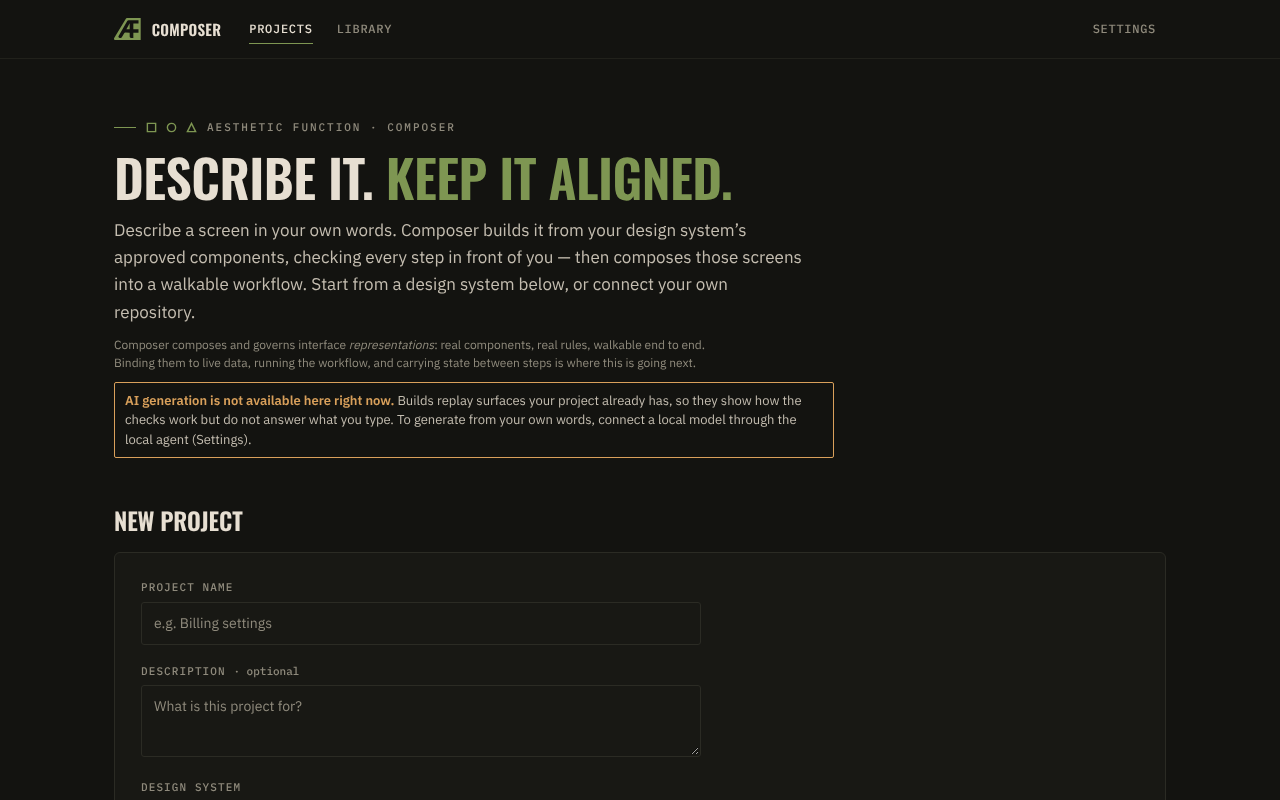 Æ COMPOSER PROJECTS LIBRARY SETTINGS
AESTHETIC FUNCTION · COMPOSER
DESCRIBE IT. KEEP IT ALIGNED.
Describe a screen in your own words. Composer builds it from your design system’s
approved components, checking every step in front of you — then composes those screens
into a walkable workflow. Start from a design system below, or connect your own
repository.
Composer composes and governs interface representations: real components, real rules, walkable end to end.
Binding them to live data, running the workflow, and carrying state between steps is where this is going next.
AI generation is not available here right now. Builds replay surfaces your project already has, so they show how the
checks work but do not answer what you type. To generate from your own words, connect a local model through the
local agent (Settings).
NEW PROJECT
PROJECT NAME
e.g. Billing settings
DESCRIPTION · optional
What is this project for?
DESIGN SYSTEM